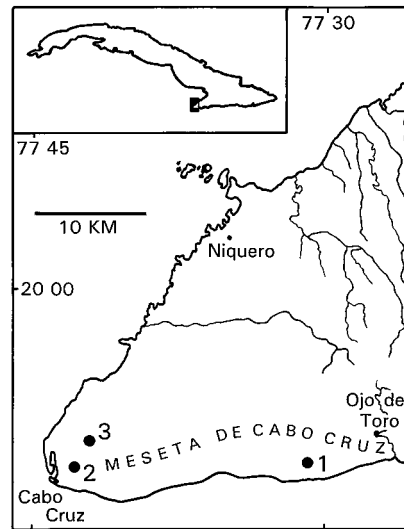 77 30
77 45
10 KM
Niquero
20 00
Ojo de
Toro
3
MESETA DE CABO CRUZ
1
2
Cabo
Cruz